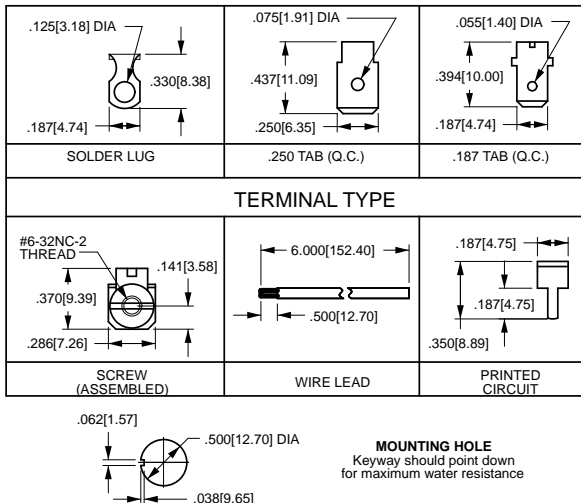 .125[3.18] DIA
.330[8.38]
.187[4.74]
SOLDER LUG
.075[1.91] DIA
.437[11.09]
.250[6.35]
.250 TAB (Q.C.)
.055[1.40] DIA
.394[10.00]
.187[4.74]
.187 TAB (Q.C.)
TERMINAL TYPE
#6-32NC-2
THREAD
.141[3.58]
.370[9.39]
.286[7.26]
SCREW
(ASSEMBLED)
6.000[152.40]
.500[12.70]
WIRE LEAD
.187[4.75]
.187[4.75]
.350[8.89]
PRINTED
CIRCUIT
.062[1.57]
.500[12.70] DIA
.038[9.65]
MOUNTING HOLE
Keyway should point down
for maximum water resistance